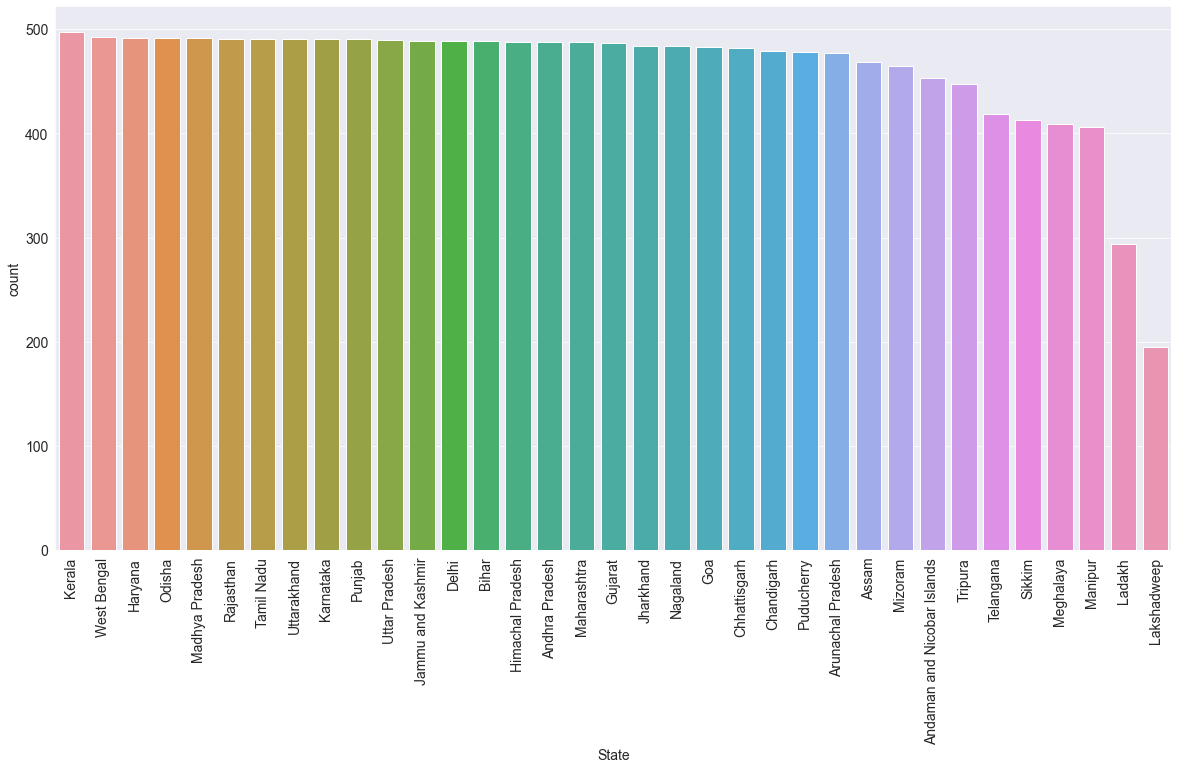 500
400
300
200
100
0
count
Kerala
West Bengal
Haryana
Odisha
Madhya Pradesh
Rajasthan
Tamil Nadu
Uttarakhand
Karnataka
Punjab
Uttar Pradesh
Jammu and Kashmir
Delhi
Bihar
Himachal Pradesh
Andhra Pradesh
Maharashtra
Gujarat
Jharkhand
Nagaland
Goa
Chhattisgarh
Chandigarh
Puducherry
Arunachal Pradesh
Assam
Mizoram
Andaman and Nicobar Islands
Tripura
Telangana
Sikkim
Meghalaya
Manipur
Ladakh
Lakshadweep
State